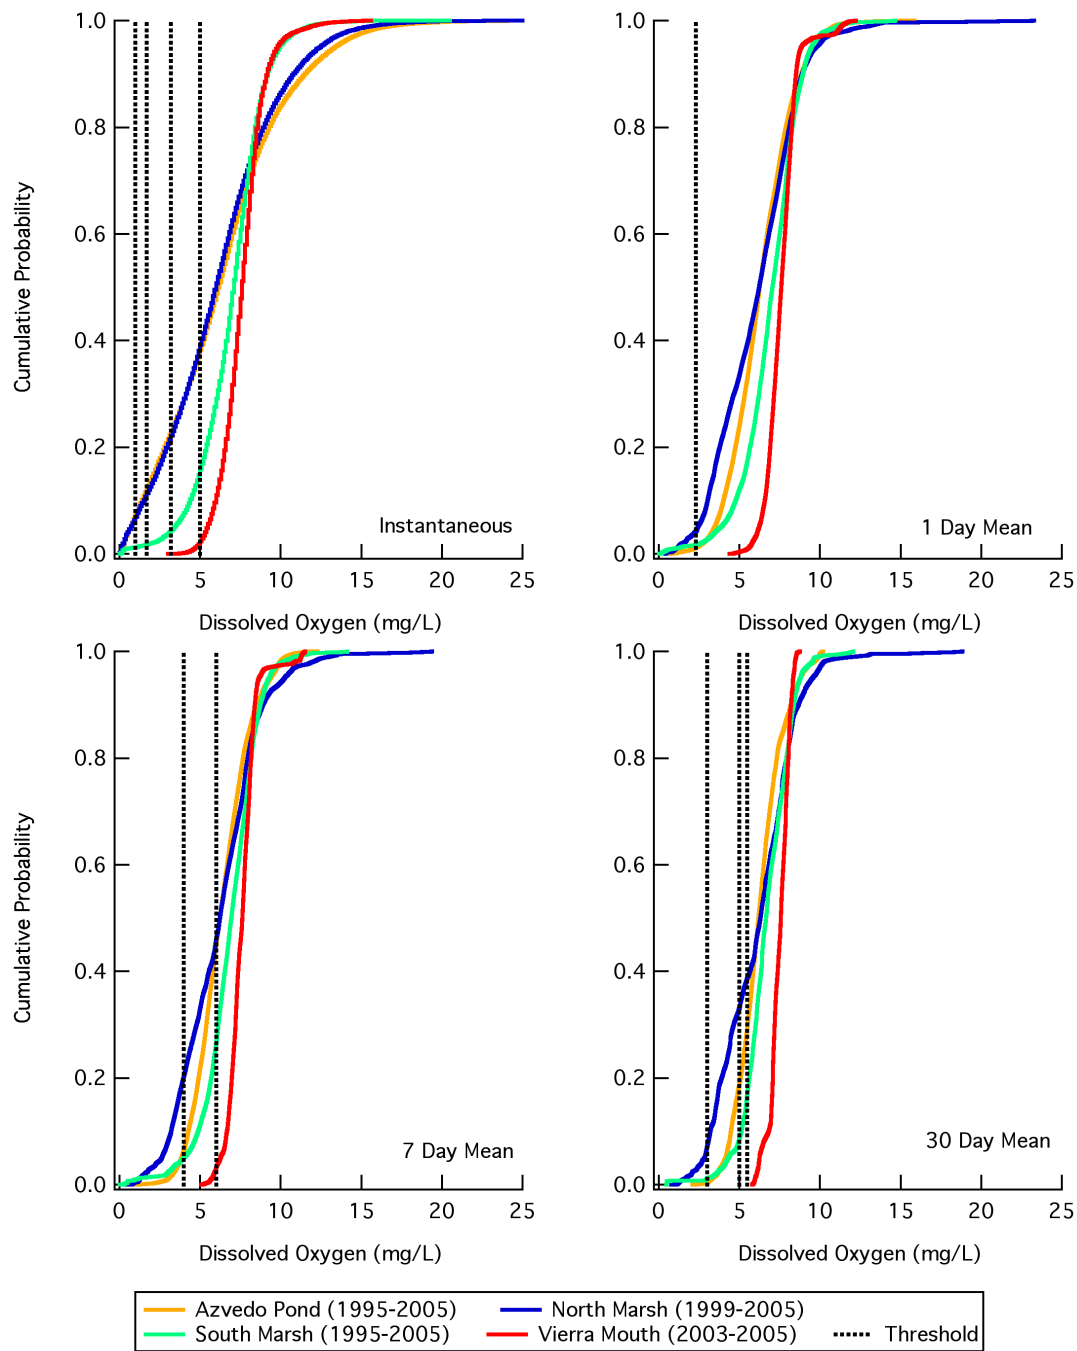 1.0
0.8
0.6
0.4
0.2
0.0
Cumulative Probability
Instantaneous
0 5 10 15 20 25
Dissolved Oxygen (mg/L)
1.0
0.8
0.6
0.4
0.2
0.0
1 Day Mean
0 5 10 15 20 25
Dissolved Oxygen (mg/L)
1.0
0.8
0.6
0.4
0.2
0.0
Cumulative Probability
7 Day Mean
0 5 10 15 20 25
Dissolved Oxygen (mg/L)
1.0
0.8
0.6
0.4
0.2
0.0
30 Day Mean
0 5 10 15 20 25
Dissolved Oxygen (mg/L)
Azvedo Pond (1995-2005) North Marsh (1999-2005)
South Marsh (1995-2005) Vierra Mouth (2003-2005) Threshold